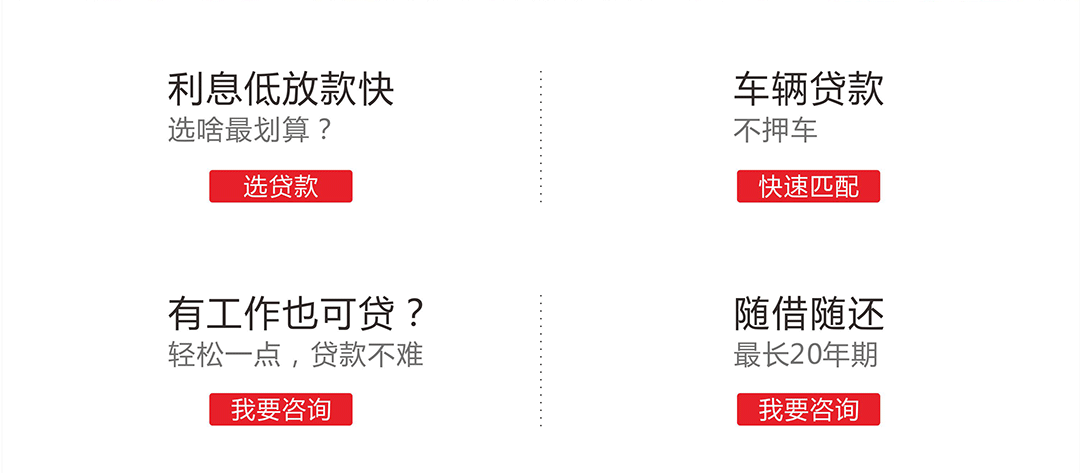 利息低放款快
选啥最划算？
选贷款
车辆贷款
不押车
快速匹配
有工作也可贷？
轻松一点，贷款不难
我要咨询
随借随还
最长20年期
我要咨询